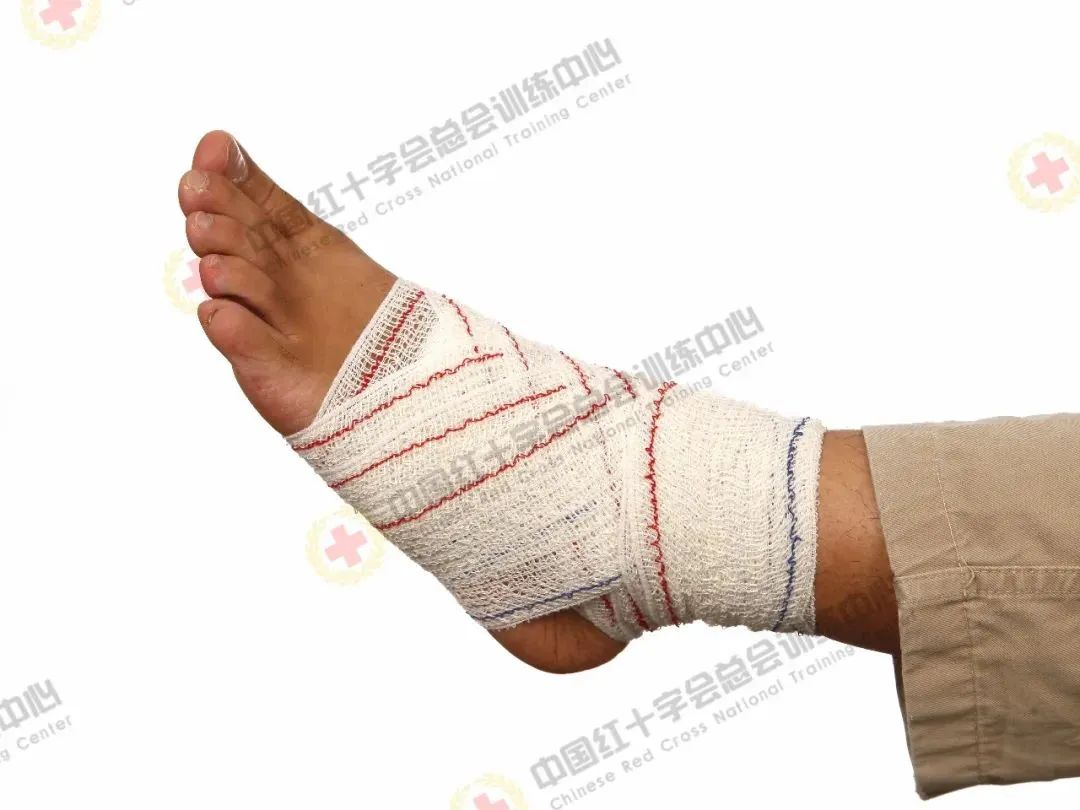 中国红十字会总会训练中心
Chinese Red Cross National Training Center
中国红十字会总会训练中心
Chinese Red Cross National Training Center
中心
Center
中国红十字会总会训练
Chinese Red Cross National Training